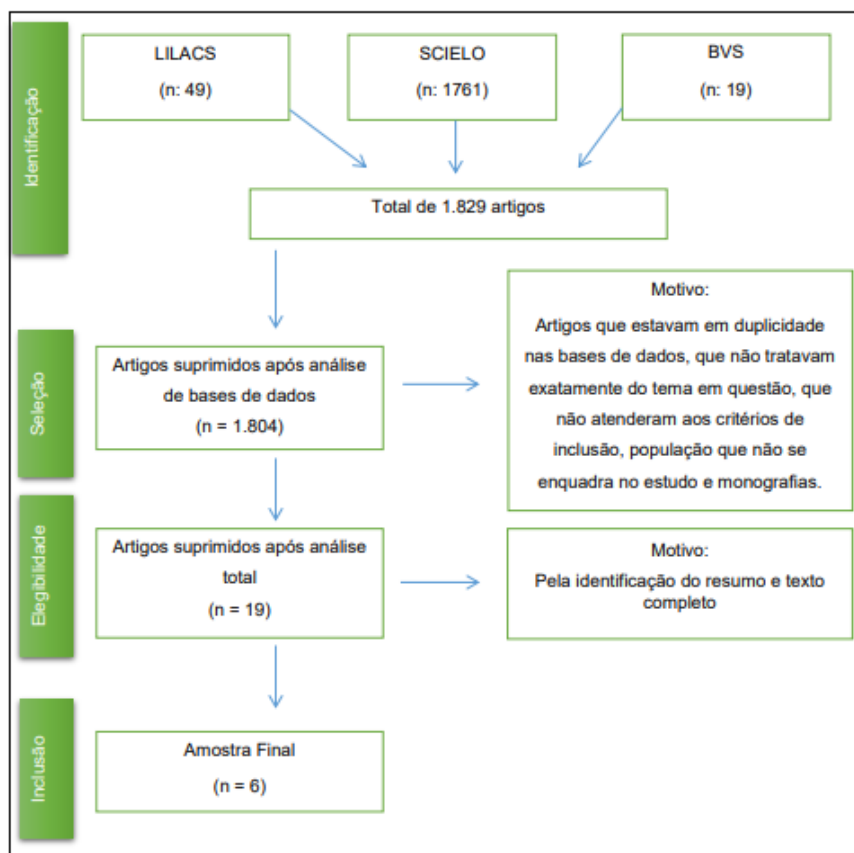 Identificação
LILACS
(n: 49)
SCIELO
(n: 1761)
BVS
(n: 19)
Total de 1.829 artigos
Seleção
Artigos suprimidos após análise
de bases de dados
(n = 1.804)
Motivo:
Artigos que estavam em duplicidade
nas bases de dados, que não tratavam
exatamente do tema em questão, que
não atenderam aos critérios de
inclusão, população que não se
enquadra no estudo e monografias.
Elegibilidade
Artigos suprimidos após análise
total
(n = 19)
Motivo:
Pela identificação do resumo e texto
completo
Inclusão
Amostra Final
(n = 6)